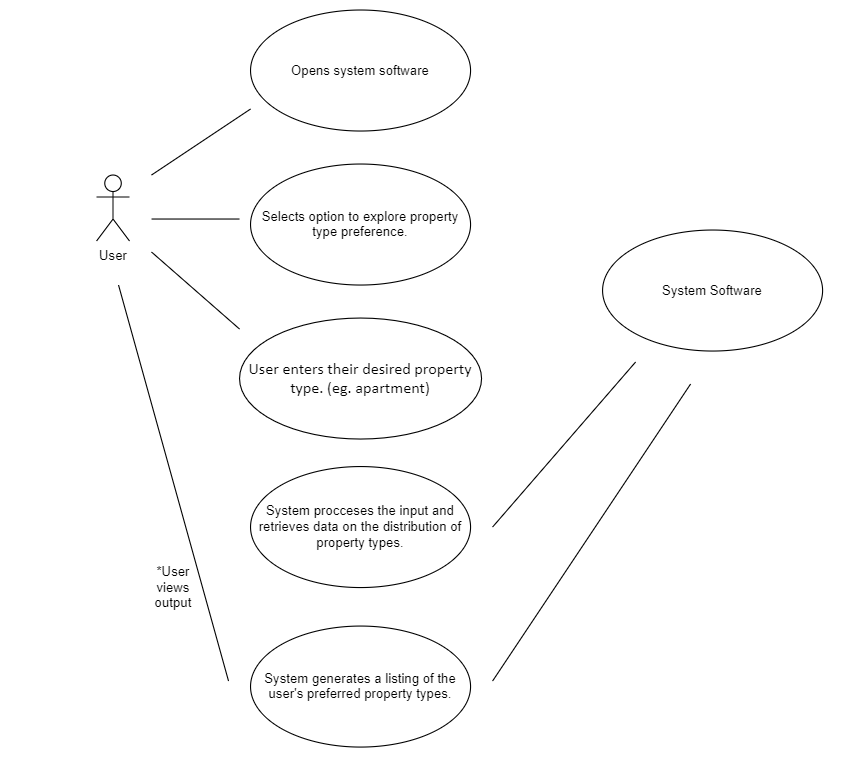 Opens system software
Selects option to explore property
type preference.
User
System Software
User enters their desired property
type. (eg. apartment)
System procceses the input and
retrieves data on the distribution of
property types.
*User
views
output
System generates a listing of the
user's preferred property types.